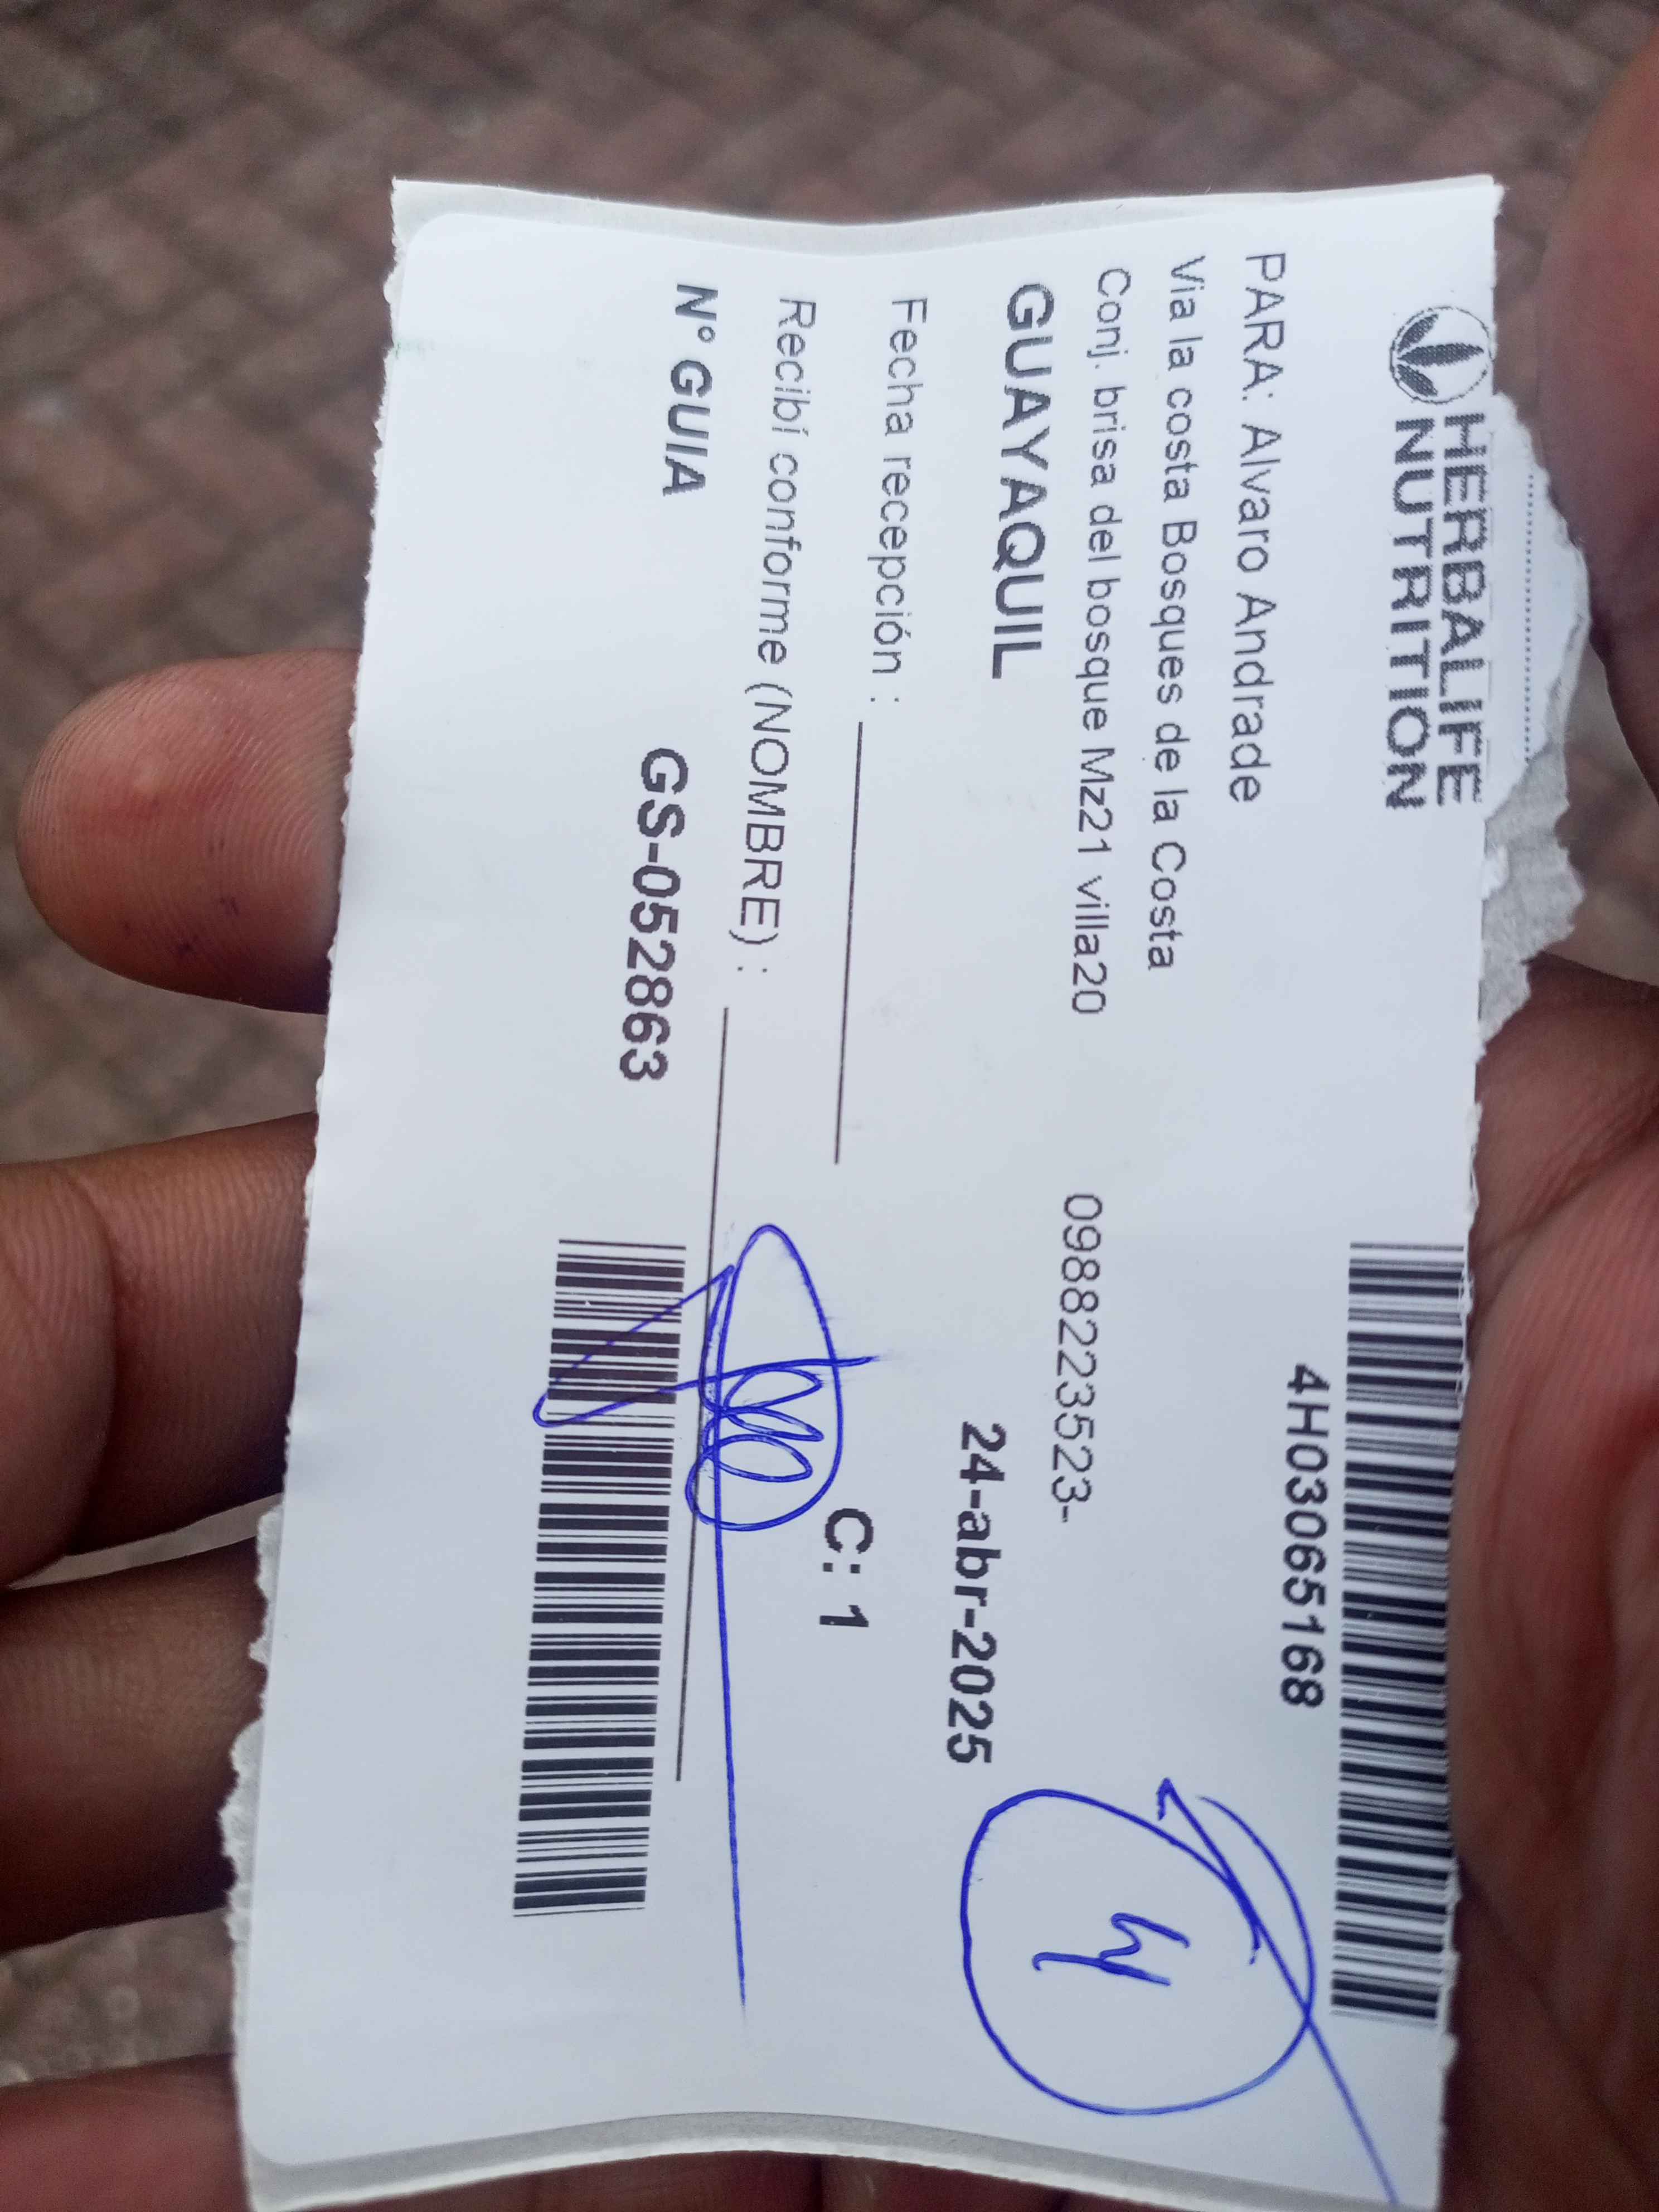 HERBALIFE
NUTRITION
4H03065168
PARA: Alvaro Andrade
Via la costa Bosques de la Costa
Conj. brisa del bosque Mz21 villa20 0988223523-
GUAYAQUIL 24-abr-2025
Fecha recepción :
C: 1
Recibí conforme (NOMBRE) :
N° GUIA GS-052863